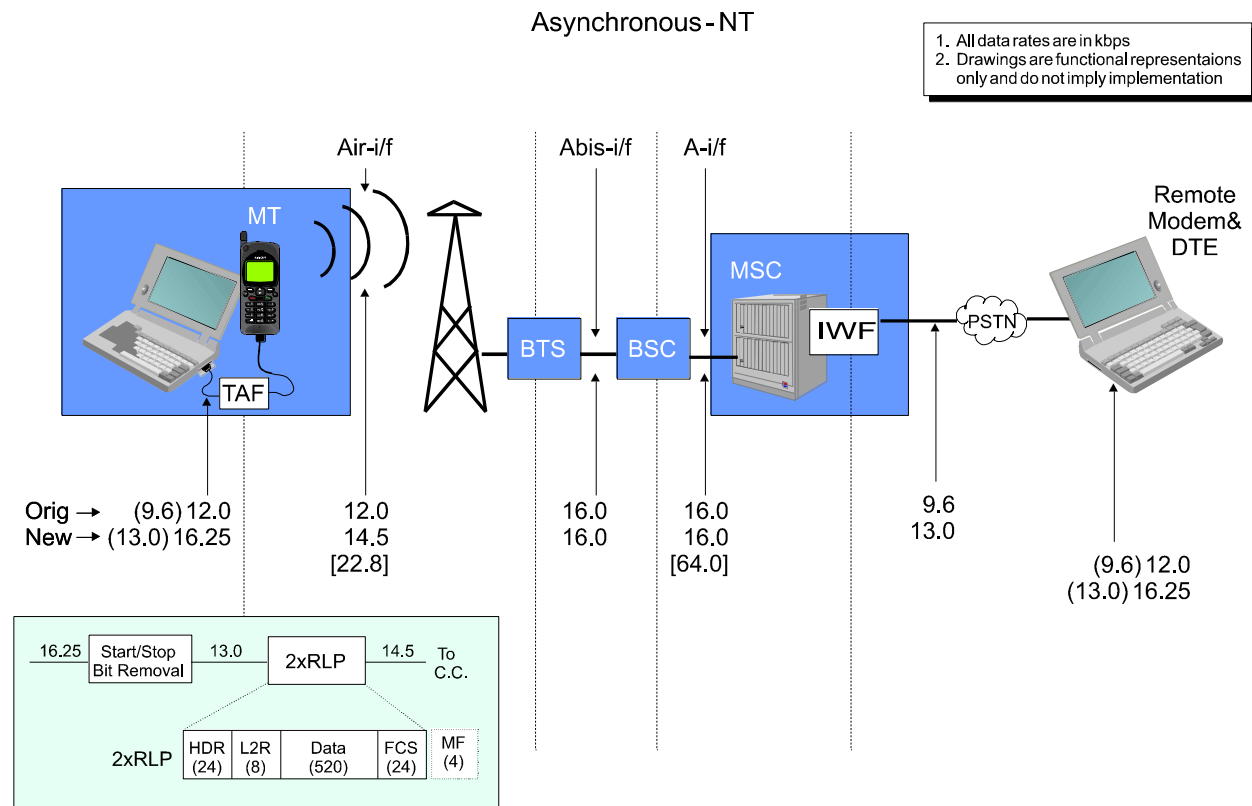 Asynchronous-NT
1. All data rates are in kbps
2. Drawings are functional representaions
only and do not imply implementation
Air-i/f
Abis-i/f
A-i/f
MT
TAF
BTS
BSC
MSC
IWF
PSTN
Remote
Modem&
DTE
Orig → (9.6) 12.0
New → (13.0) 16.25
12.0
14.5
[22.8]
16.0
16.0
16.0
16.0
[64.0]
9.6
13.0
(9.6) 12.0
(13.0) 16.25
16.25
Start/Stop
Bit Removal
13.0
2xRLP
14.5
To
C.C.
2xRLP
HDR
(24)
L2R
(8)
Data
(520)
FCS
(24)
MF
(4)